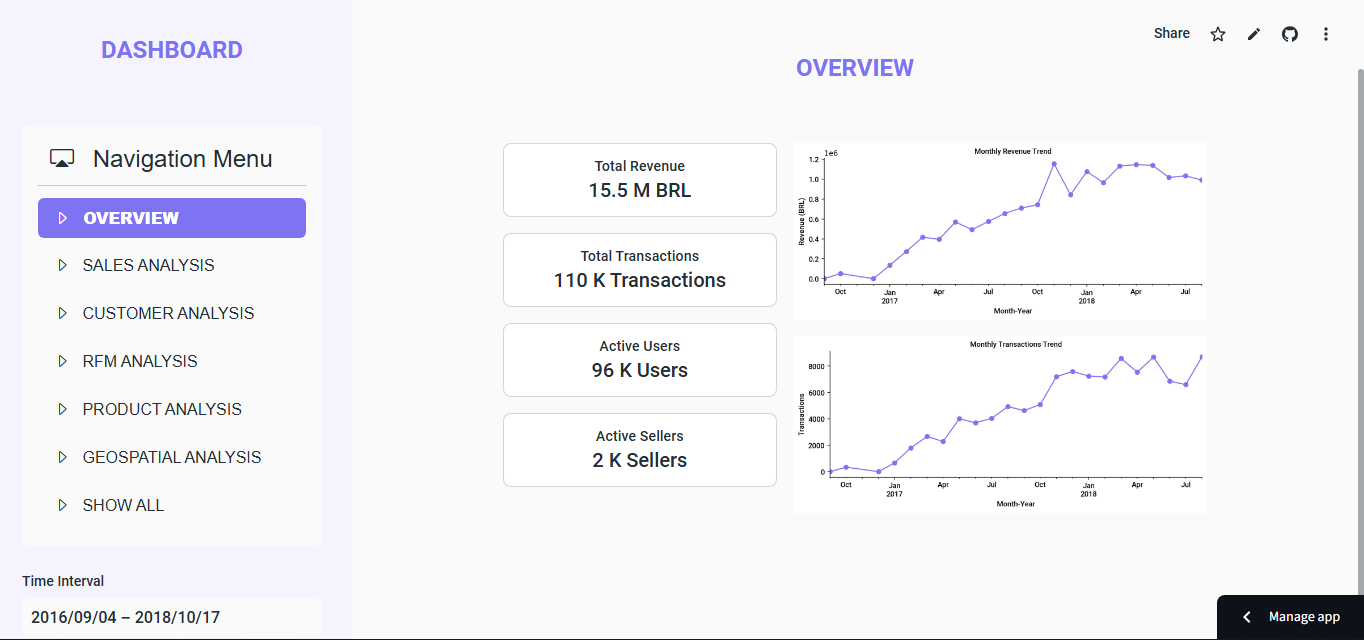 DASHBOARD
Navigation Menu
OVERVIEW
SALES ANALYSIS
CUSTOMER ANALYSIS
RFM ANALYSIS
PRODUCT ANALYSIS
GEOSPATIAL ANALYSIS
SHOW ALL
Time Interval
2016/09/04 – 2018/10/17
Share
OVERVIEW
Total Revenue
15.5 M BRL
Total Transactions
110 K Transactions
Active Users
96 K Users
Active Sellers
2 K Sellers
Monthly Revenue Trend
1e6
1.2
1.0
0.8
0.6
0.4
0.2
0.0
Revenue (BRL)
Oct Jan Apr Jul Oct Jan Apr Jul
2017 2018
Month-Year
Monthly Transactions Trend
8000
6000
4000
2000
0
Transactions
Oct Jan Apr Jul Oct Jan Apr Jul
2017 2018
Month-Year
Manage app